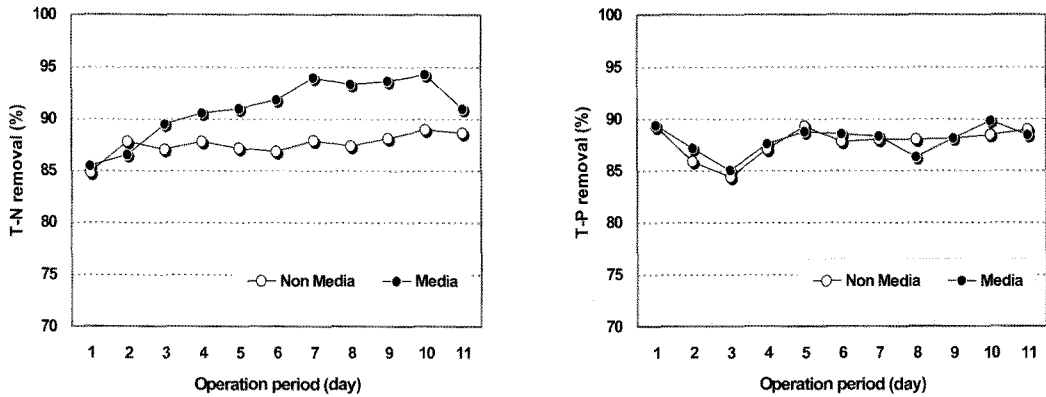 100
95
90
85
80
75
70
T-N removal (%)
Non Media
Media
1 2 3 4 5 6 7 8 9 10 11
Operation period (day)
100
95
90
85
80
75
70
T-P removal (%)
Non Media
Media
1 2 3 4 5 6 7 8 9 10 11
Operation period (day)